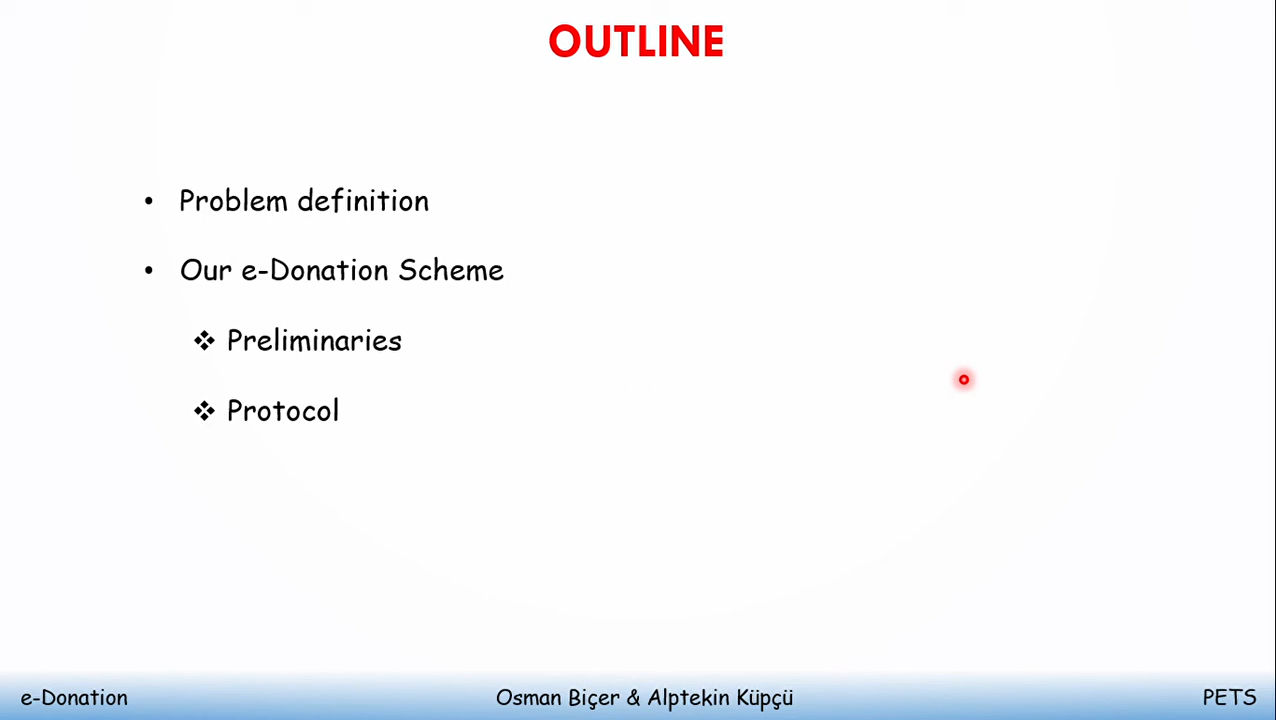 OUTLINE
• Problem definition
• Our e-Donation Scheme
❖ Preliminaries
❖ Protocol
e-Donation
Osman Biçer & Alptekin Küpçü
PETS